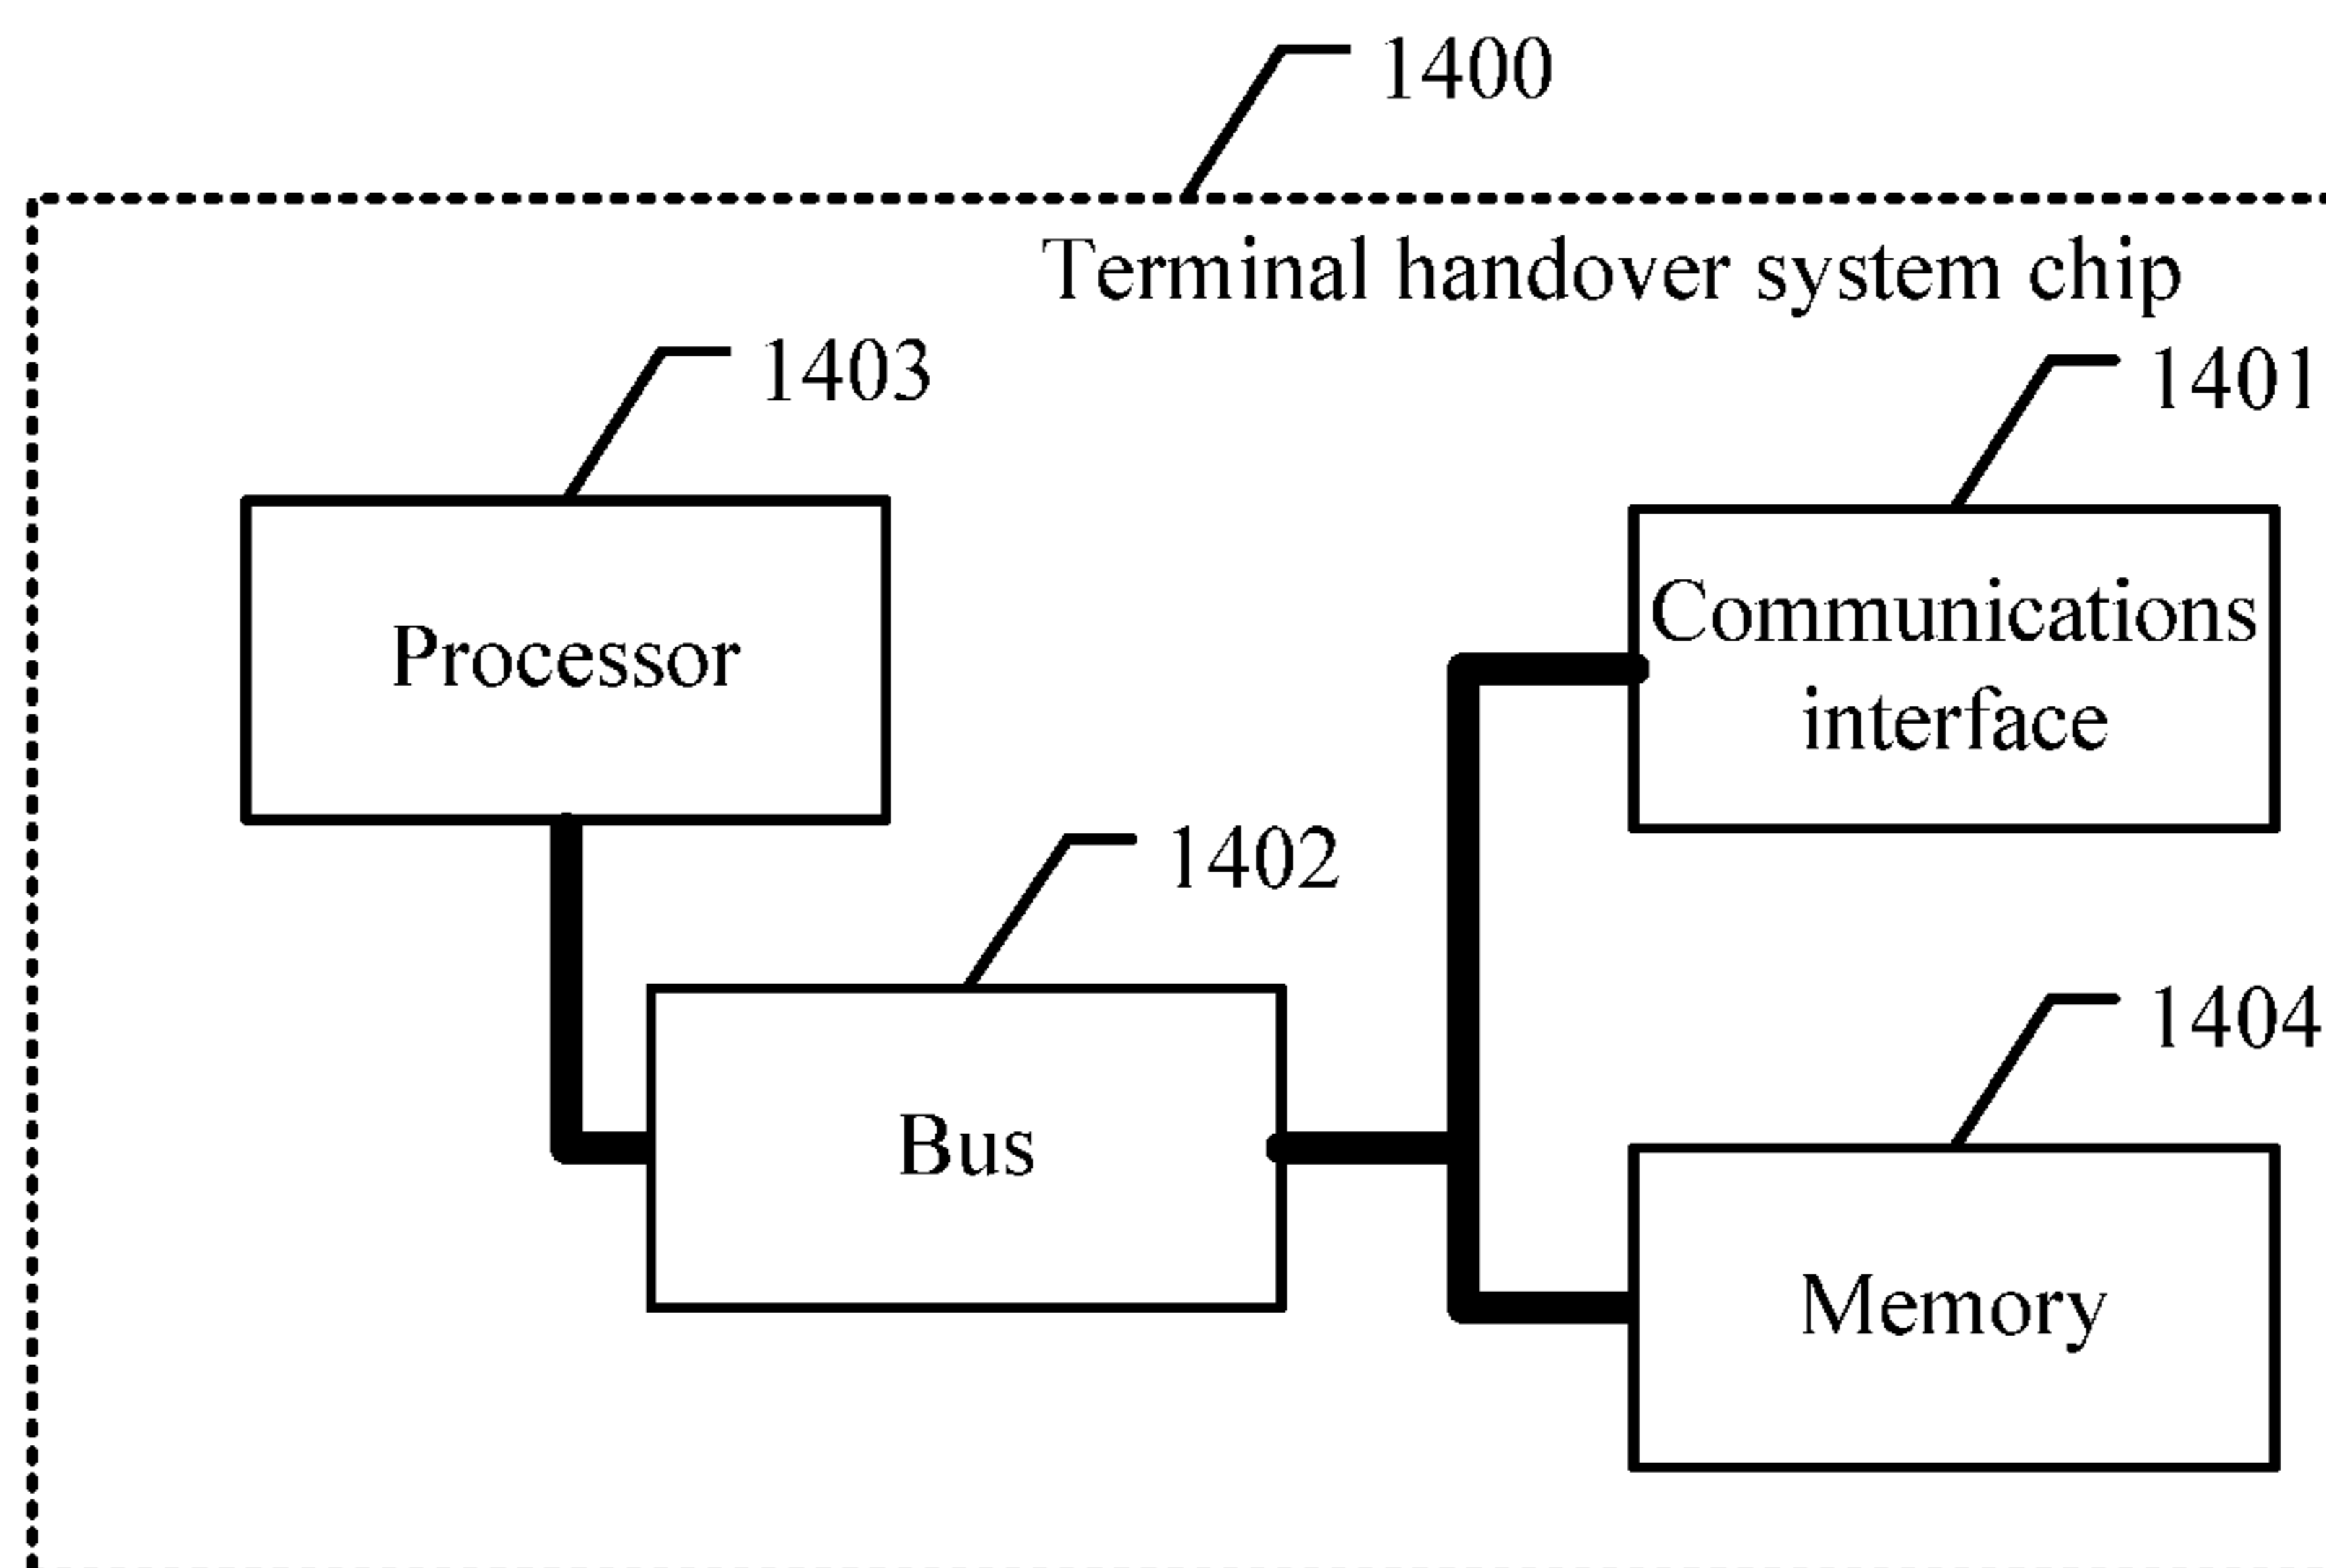 1400
Terminal handover system chip
1403
1401
Processor
Communications
interface
1402
1404
Bus
Memory